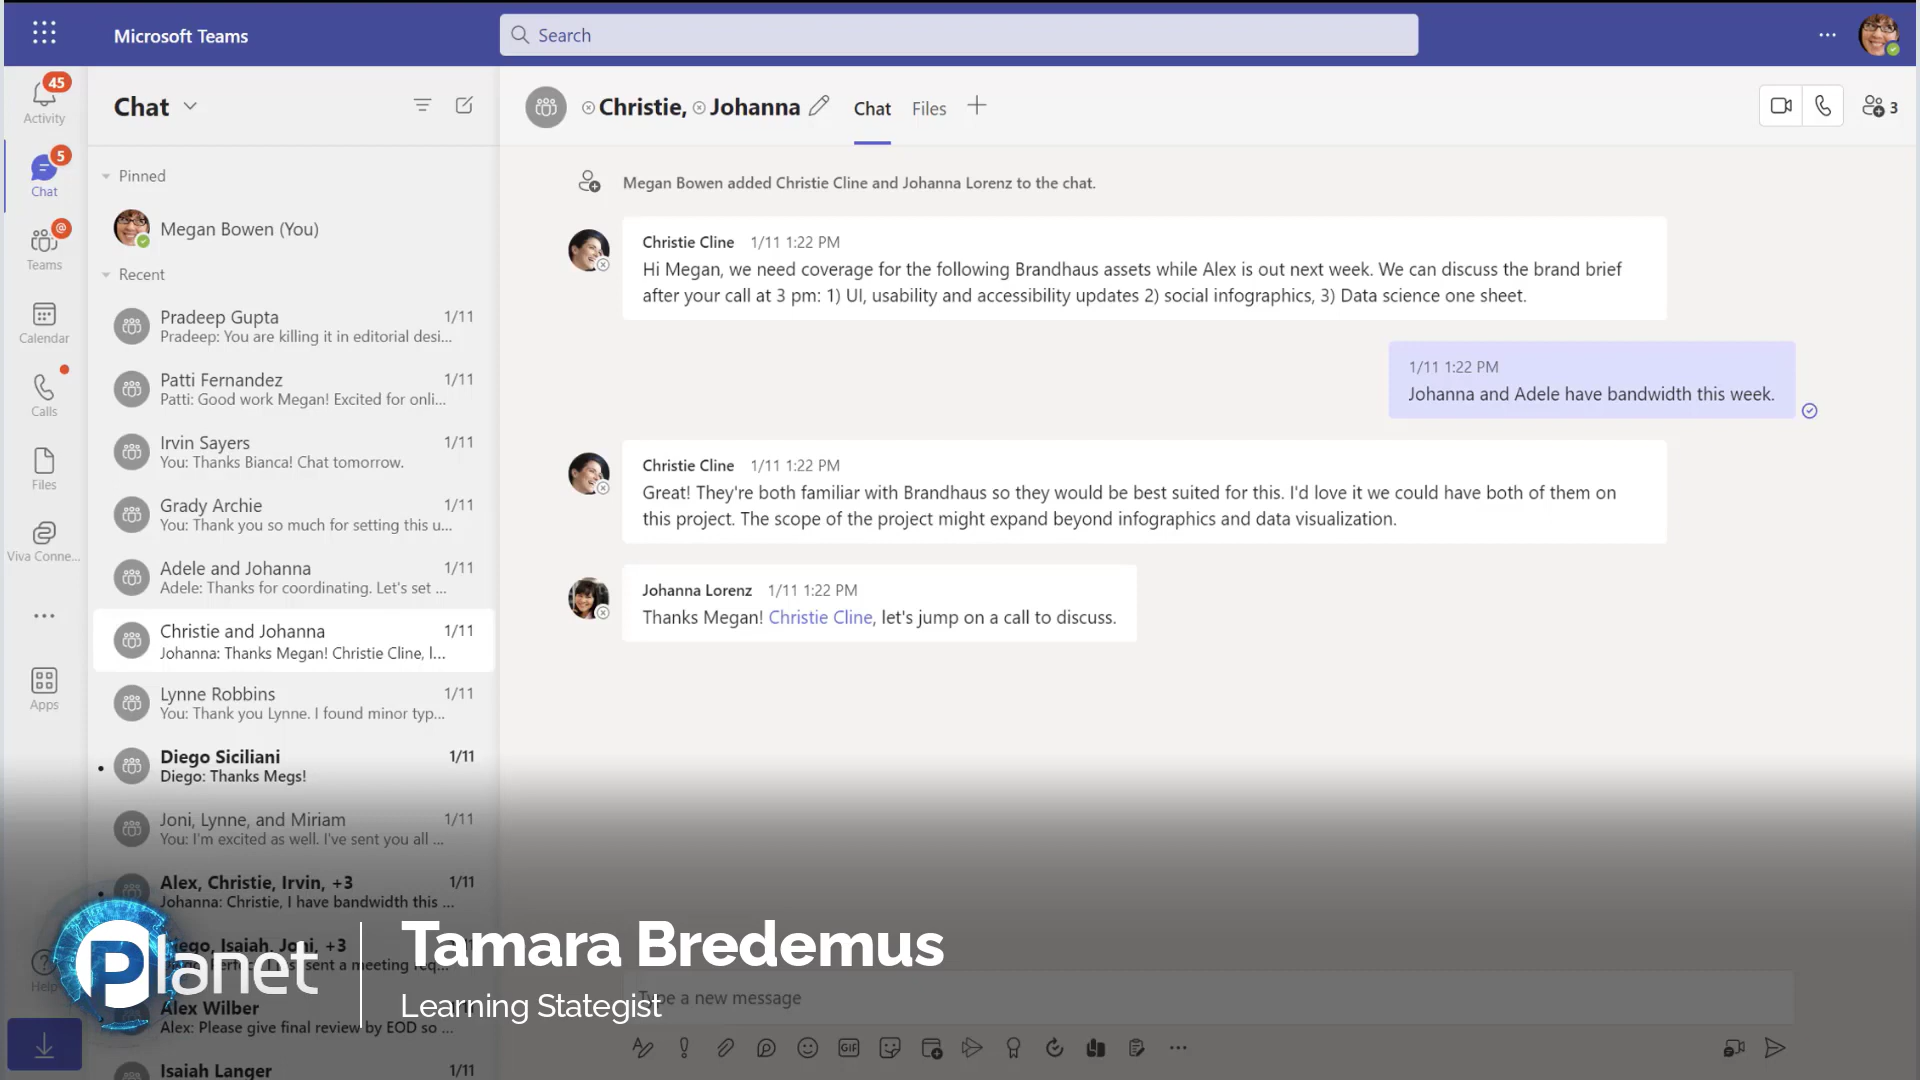 Microsoft Teams
Search
45
Activity
5
Chat
@
Teams
Calendar
Calls
Files
Viva Conne...
Apps
Help
Chat
Pinned
Megan Bowen (You)
Recent
Pradeep Gupta 1/11
Pradeep: You are killing it in editorial desi...
Patti Fernandez 1/11
Patti: Good work Megan! Excited for onli...
Irvin Sayers 1/11
You: Thanks Bianca! Chat tomorrow.
Grady Archie 1/11
You: Thank you so much for setting this u...
Adele and Johanna 1/11
Adele: Thanks for coordinating. Let's set ...
Christie and Johanna 1/11
Johanna: Thanks Megan! Christie Cline, l...
Lynne Robbins 1/11
You: Thank you Lynne. I found minor typ...
Diego Siciliani 1/11
Diego: Thanks Megs!
Joni, Lynne, and Miriam 1/11
You: I'm excited as well. I've sent you all ...
Alex, Christie, Irvin, +3 1/11
Johanna: Christie, I have bandwidth this ...
Diego, Isaiah, Joni, +3
sent a meeting req...
Alex Wilber 1/11
Alex: Please give final review by EOD so ...
Isaiah Langer 1/11
Christie, Johanna
Chat Files
3
Megan Bowen added Christie Cline and Johanna Lorenz to the chat.
Christie Cline 1/11 1:22 PM
Hi Megan, we need coverage for the following Brandhaus assets while Alex is out next week. We can discuss the brand brief
after your call at 3 pm: 1) UI, usability and accessibility updates 2) social infographics, 3) Data science one sheet.
1/11 1:22 PM
Johanna and Adele have bandwidth this week.
Christie Cline 1/11 1:22 PM
Great! They're both familiar with Brandhaus so they would be best suited for this. I'd love it we could have both of them on
this project. The scope of the project might expand beyond infographics and data visualization.
Johanna Lorenz 1/11 1:22 PM
Thanks Megan! Christie Cline, let's jump on a call to discuss.
Type a new message
GIF
Planet
Tamara Bredemus
Learning Stategist